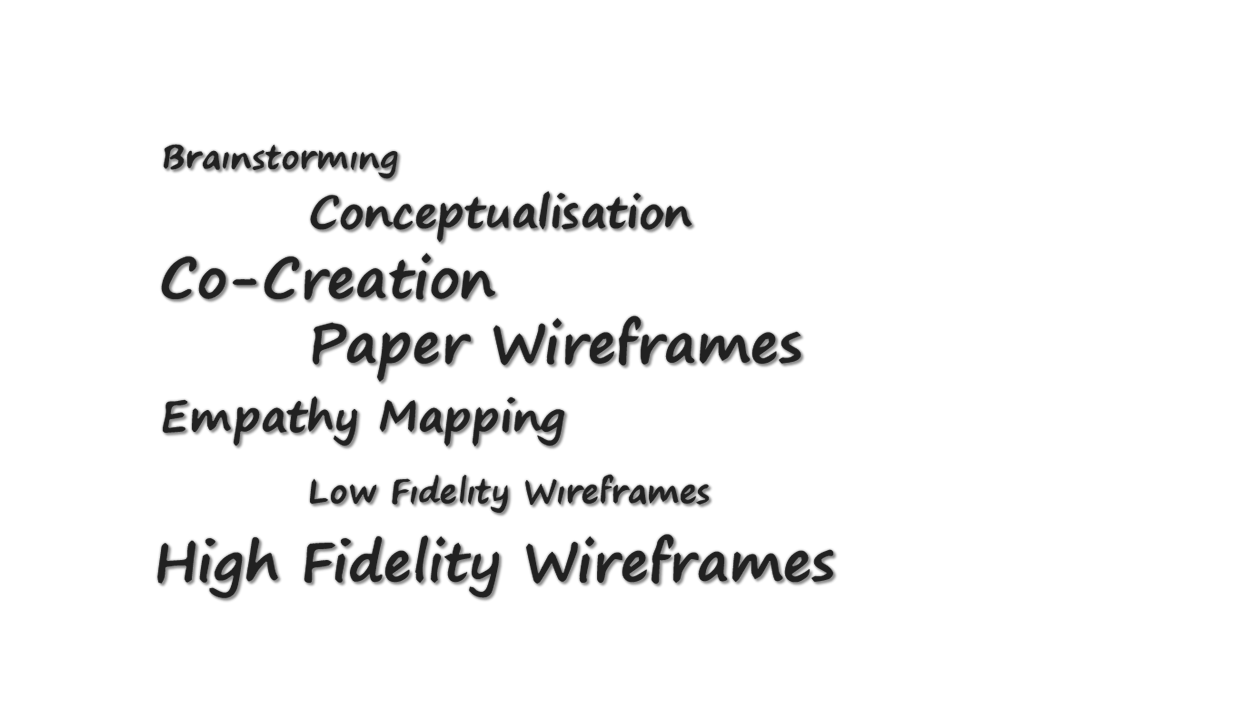 Brainstorming
Conceptualisation
Co-Creation
Paper Wireframes
Empathy Mapping
Low Fidelity Wireframes
High Fidelity Wireframes